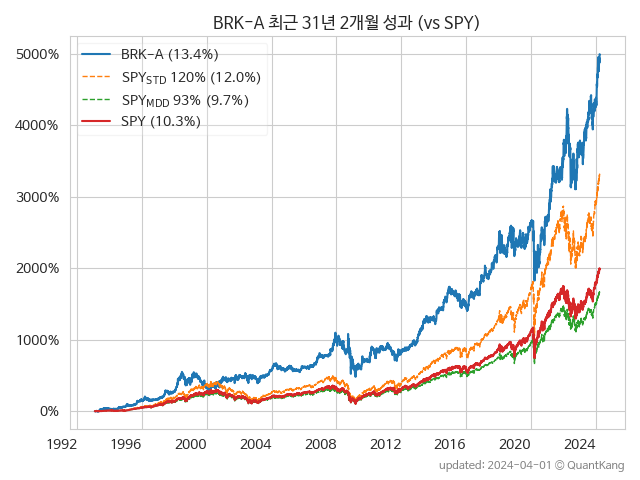 BRK-A 최근 31년 2개월 성과 (vs SPY)
BRK-A (13.4%)
SPY_STD 120% (12.0%)
SPY_MDD 93% (9.7%)
SPY (10.3%)
5000%
4000%
3000%
2000%
1000%
0%
1992 1996 2000 2004 2008 2012 2016 2020 2024
updated: 2024-04-01 © QuantKang